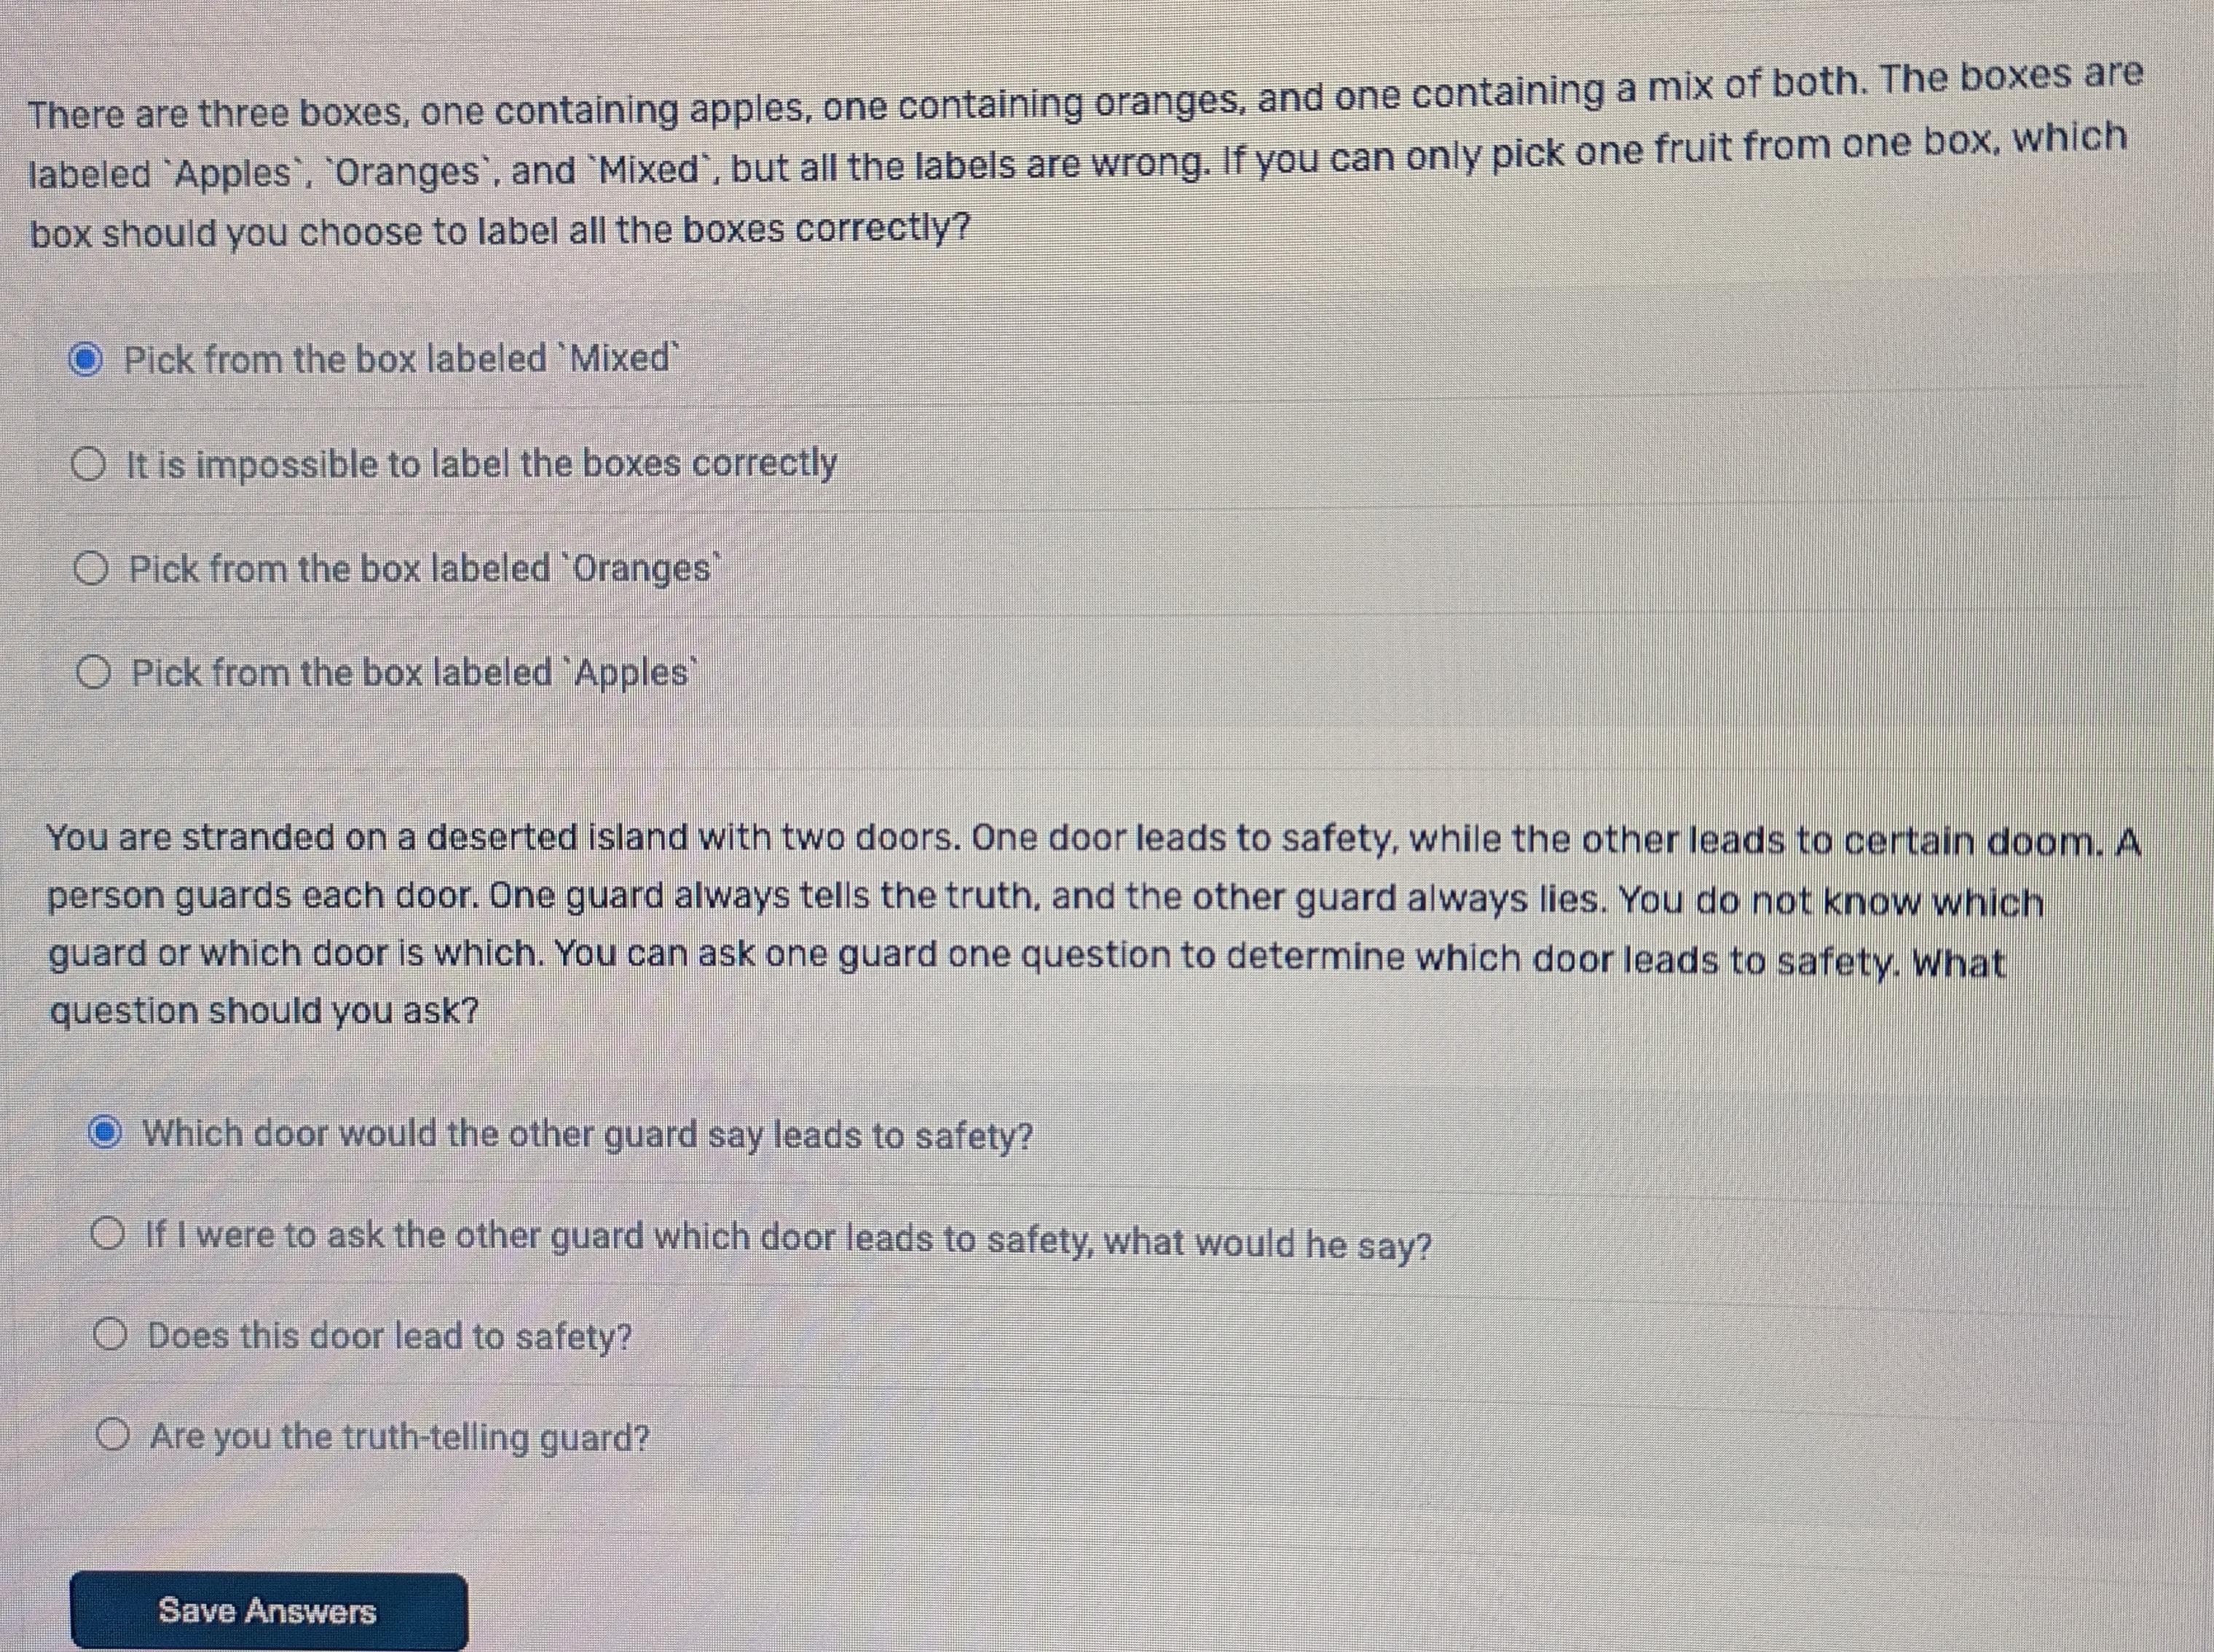 There are three boxes, one containing apples, one containing oranges, and one containing a mix of both. The boxes are
labeled `Apples`, `Oranges`, and `Mixed`, but all the labels are wrong. If you can only pick one fruit from one box, which
box should you choose to label all the boxes correctly?
Pick from the box labeled `Mixed`
It is impossible to label the boxes correctly
Pick from the box labeled `Oranges`
Pick from the box labeled `Apples`
You are stranded on a deserted island with two doors. One door leads to safety, while the other leads to certain doom. A
person guards each door. One guard always tells the truth, and the other guard always lies. You do not know which
guard or which door is which. You can ask one guard one question to determine which door leads to safety. What
question should you ask?
Which door would the other guard say leads to safety?
If I were to ask the other guard which door leads to safety, what would he say?
Does this door lead to safety?
Are you the truth-telling guard?
Save Answers